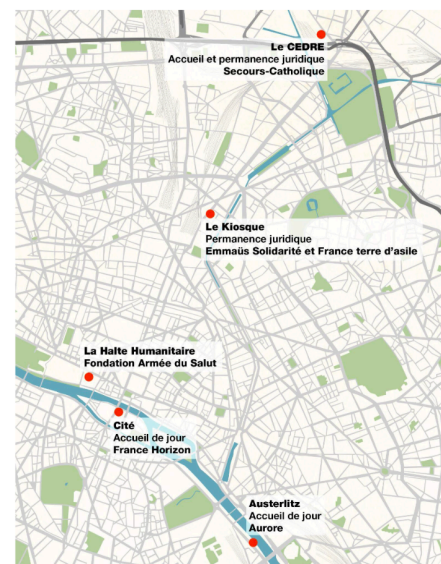 Le CEDRE
Accueil et permanence juridique
Secours-Catholique
Le Kiosque
Permanence juridique
Emmaüs Solidarité et France terre d'asile
La Halte Humanitaire
Fondation Armée du Salut
Cité
Accueil de jour
France Horizon
Austerlitz
Accueil de jour
Aurore